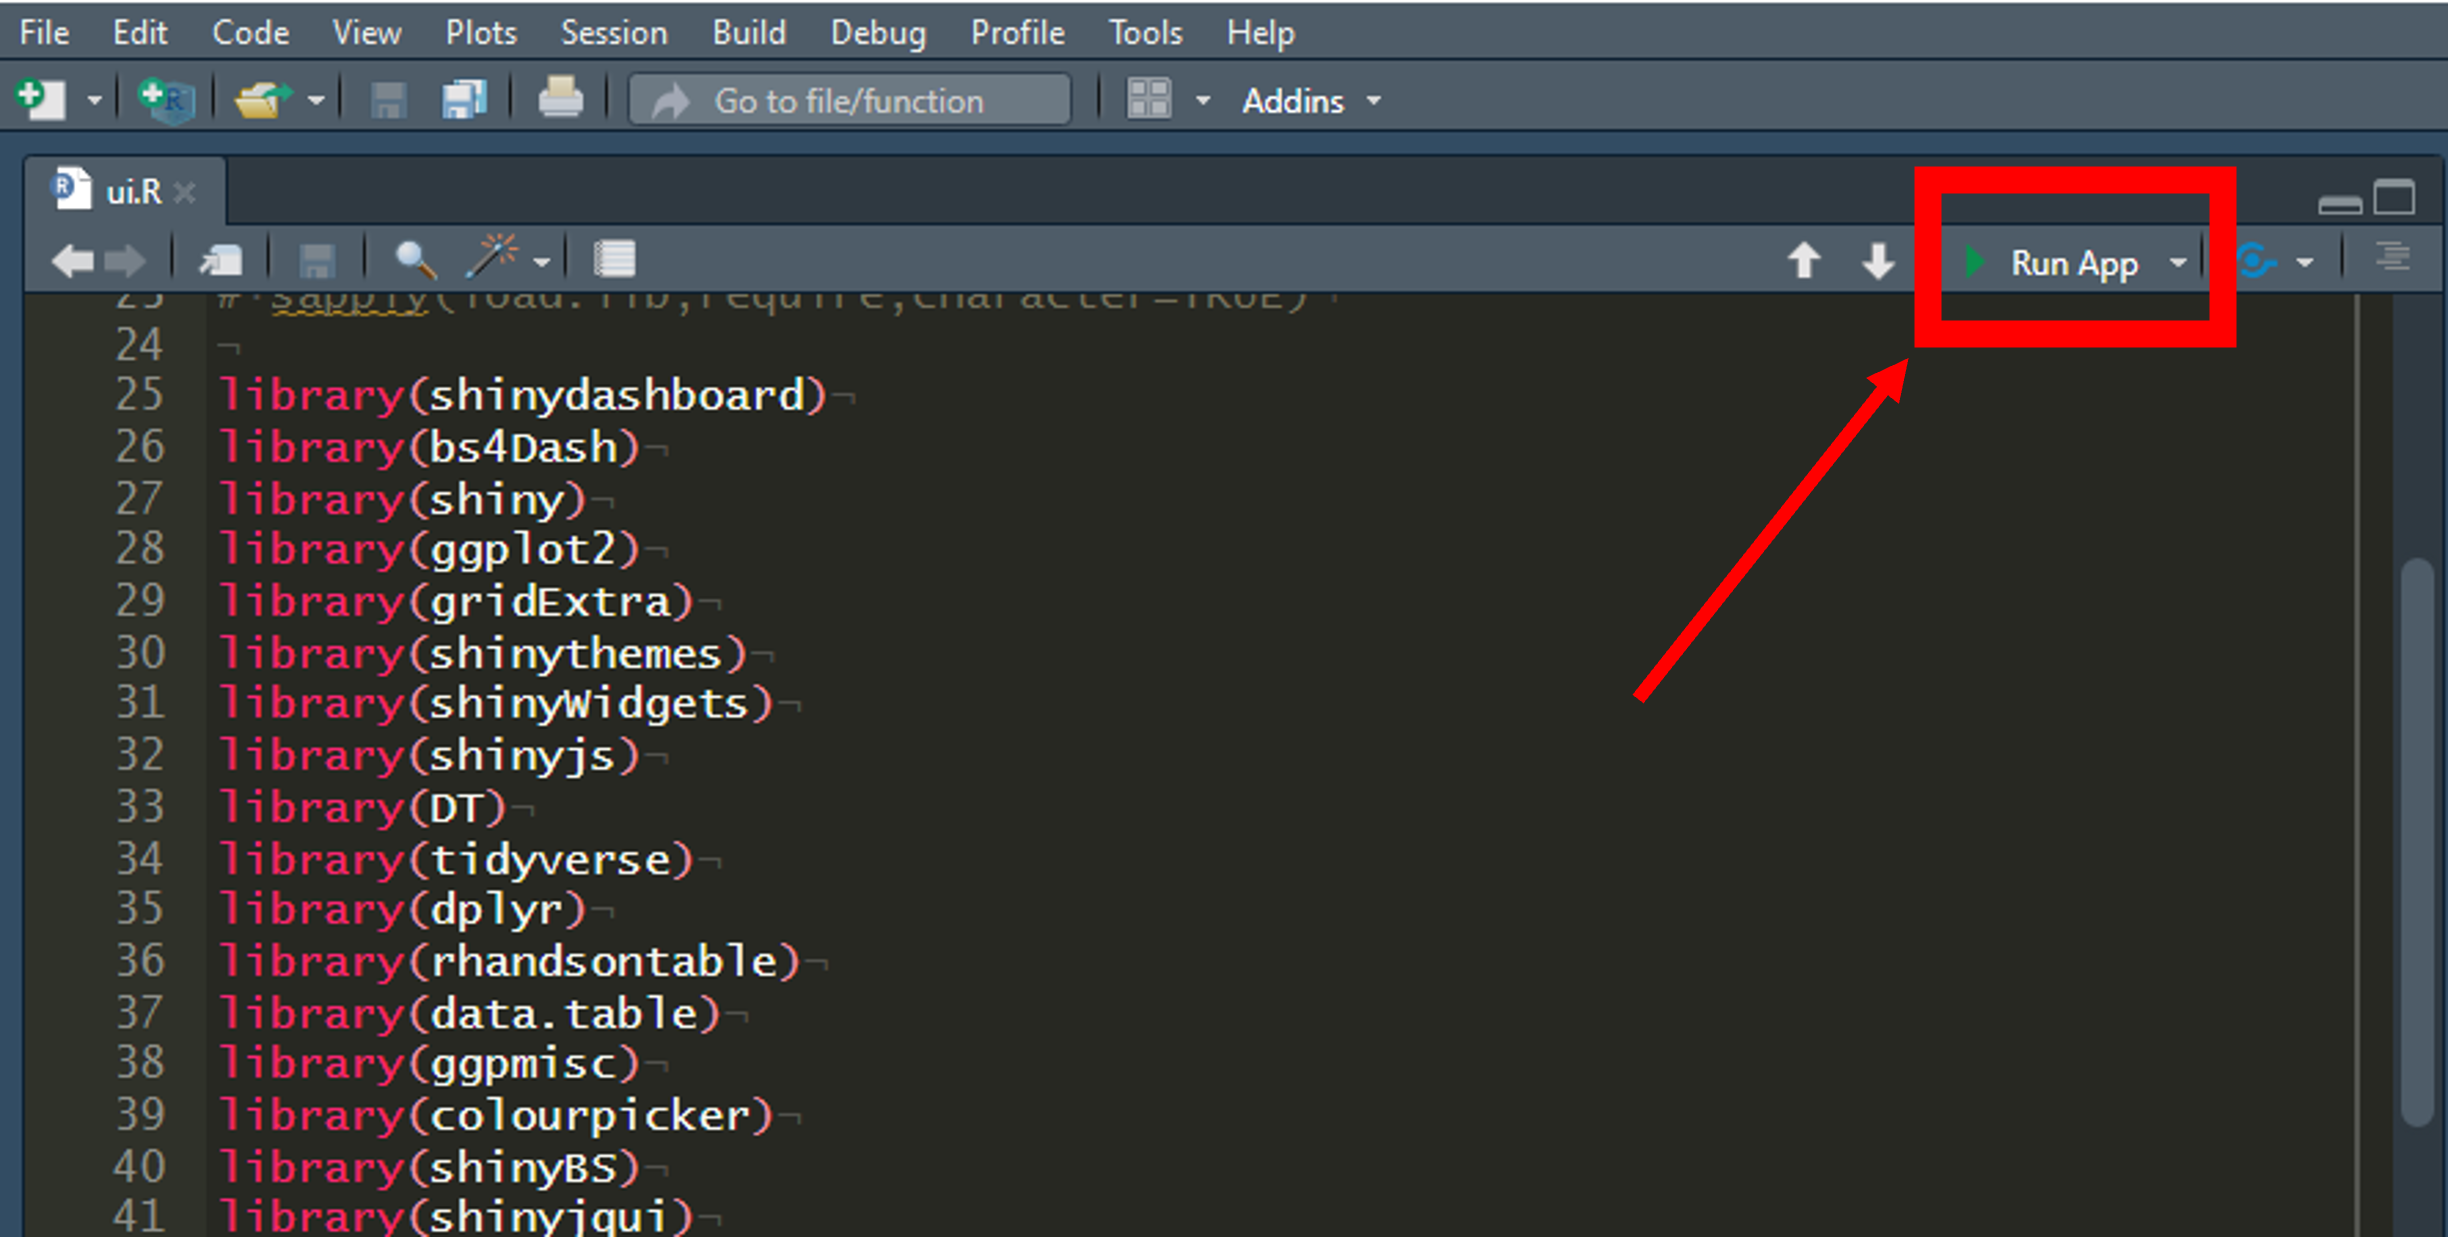 File Edit Code View Plots Session Build Debug Profile Tools Help
Go to file/function Addins
ui.R
Run App
23 # sapply(load.lib,require,character=TRUE)
24
25 library(shinydashboard)
26 library(bs4Dash)
27 library(shiny)
28 library(ggplot2)
29 library(gridExtra)
30 library(shinythemes)
31 library(shinyWidgets)
32 library(shinyjs)
33 library(DT)
34 library(tidyverse)
35 library(dplyr)
36 library(rhandsontable)
37 library(data.table)
38 library(ggpmisc)
39 library(colourpicker)
40 library(shinyBS)
41 library(shinyjqui)